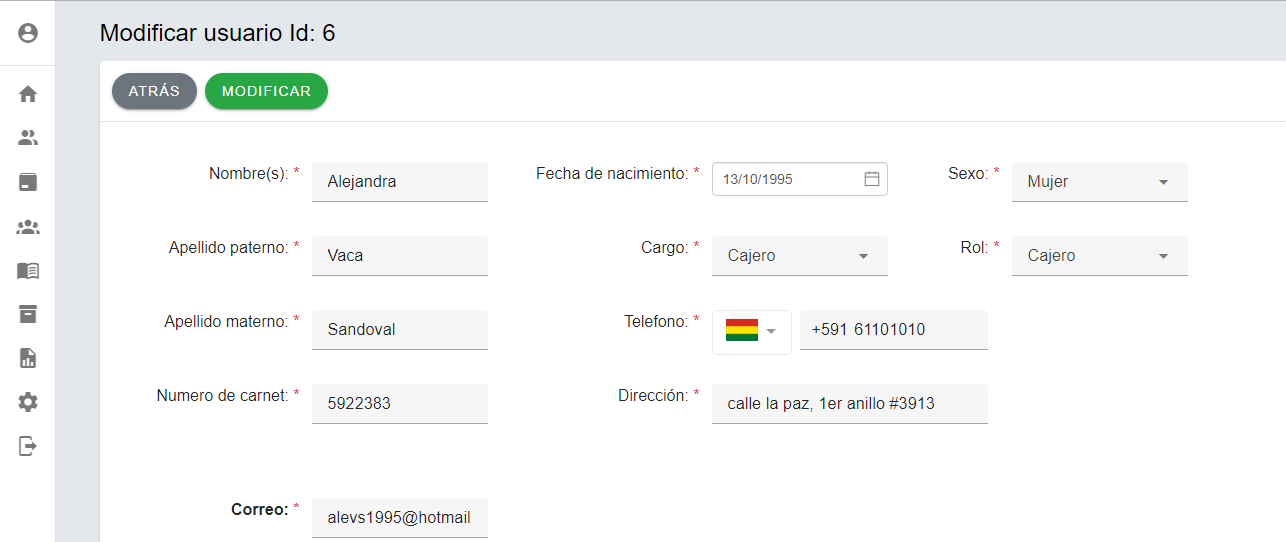 Modificar usuario Id: 6
ATRÁS MODIFICAR
Nombre(s): * Alejandra Fecha de nacimiento: * 13/10/1995 Sexo: * Mujer
Apellido paterno: * Vaca Cargo: * Cajero Rol: * Cajero
Apellido materno: * Sandoval Telefono: * +591 61101010
Numero de carnet: * 5922383 Dirección: * calle la paz, 1er anillo #3913
Correo: * alevs1995@hotmail